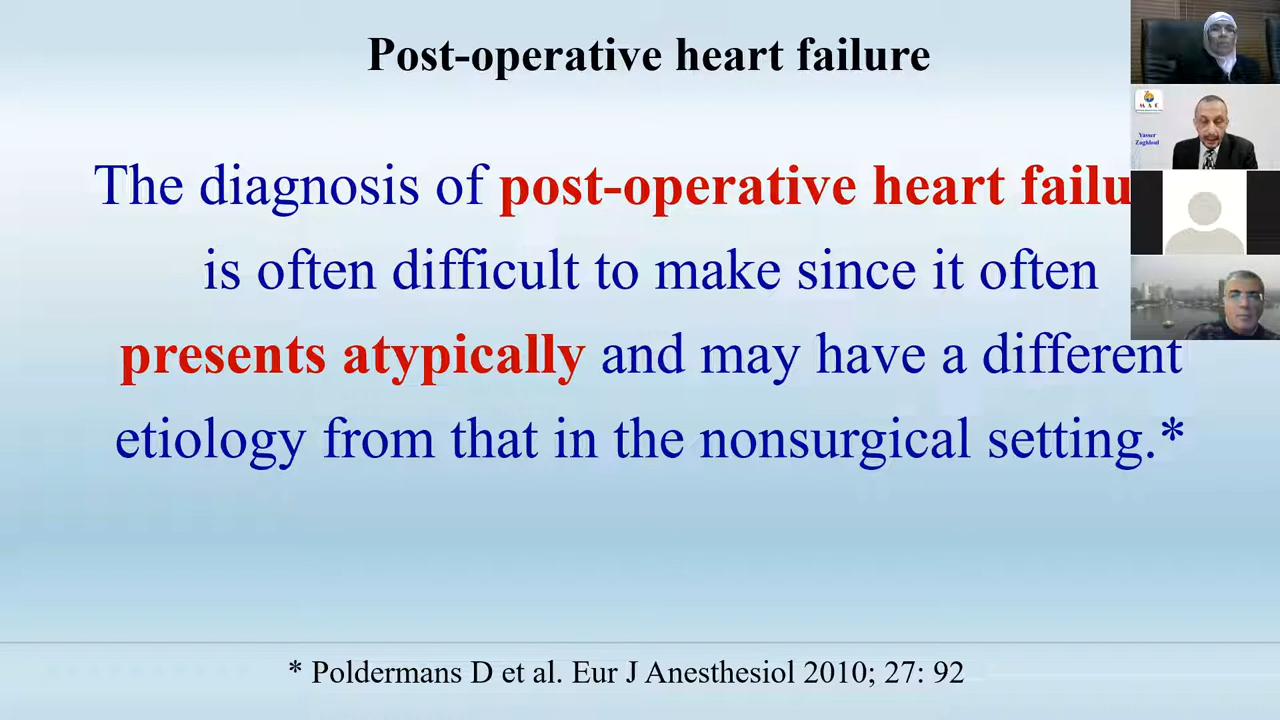 Post-operative heart failure
The diagnosis of post-operative heart failu
is often difficult to make since it often
presents atypically and may have a different
etiology from that in the nonsurgical setting.*
* Poldermans D et al. Eur J Anesthesiol 2010; 27: 92
M A C
Yasser
Zaghloul